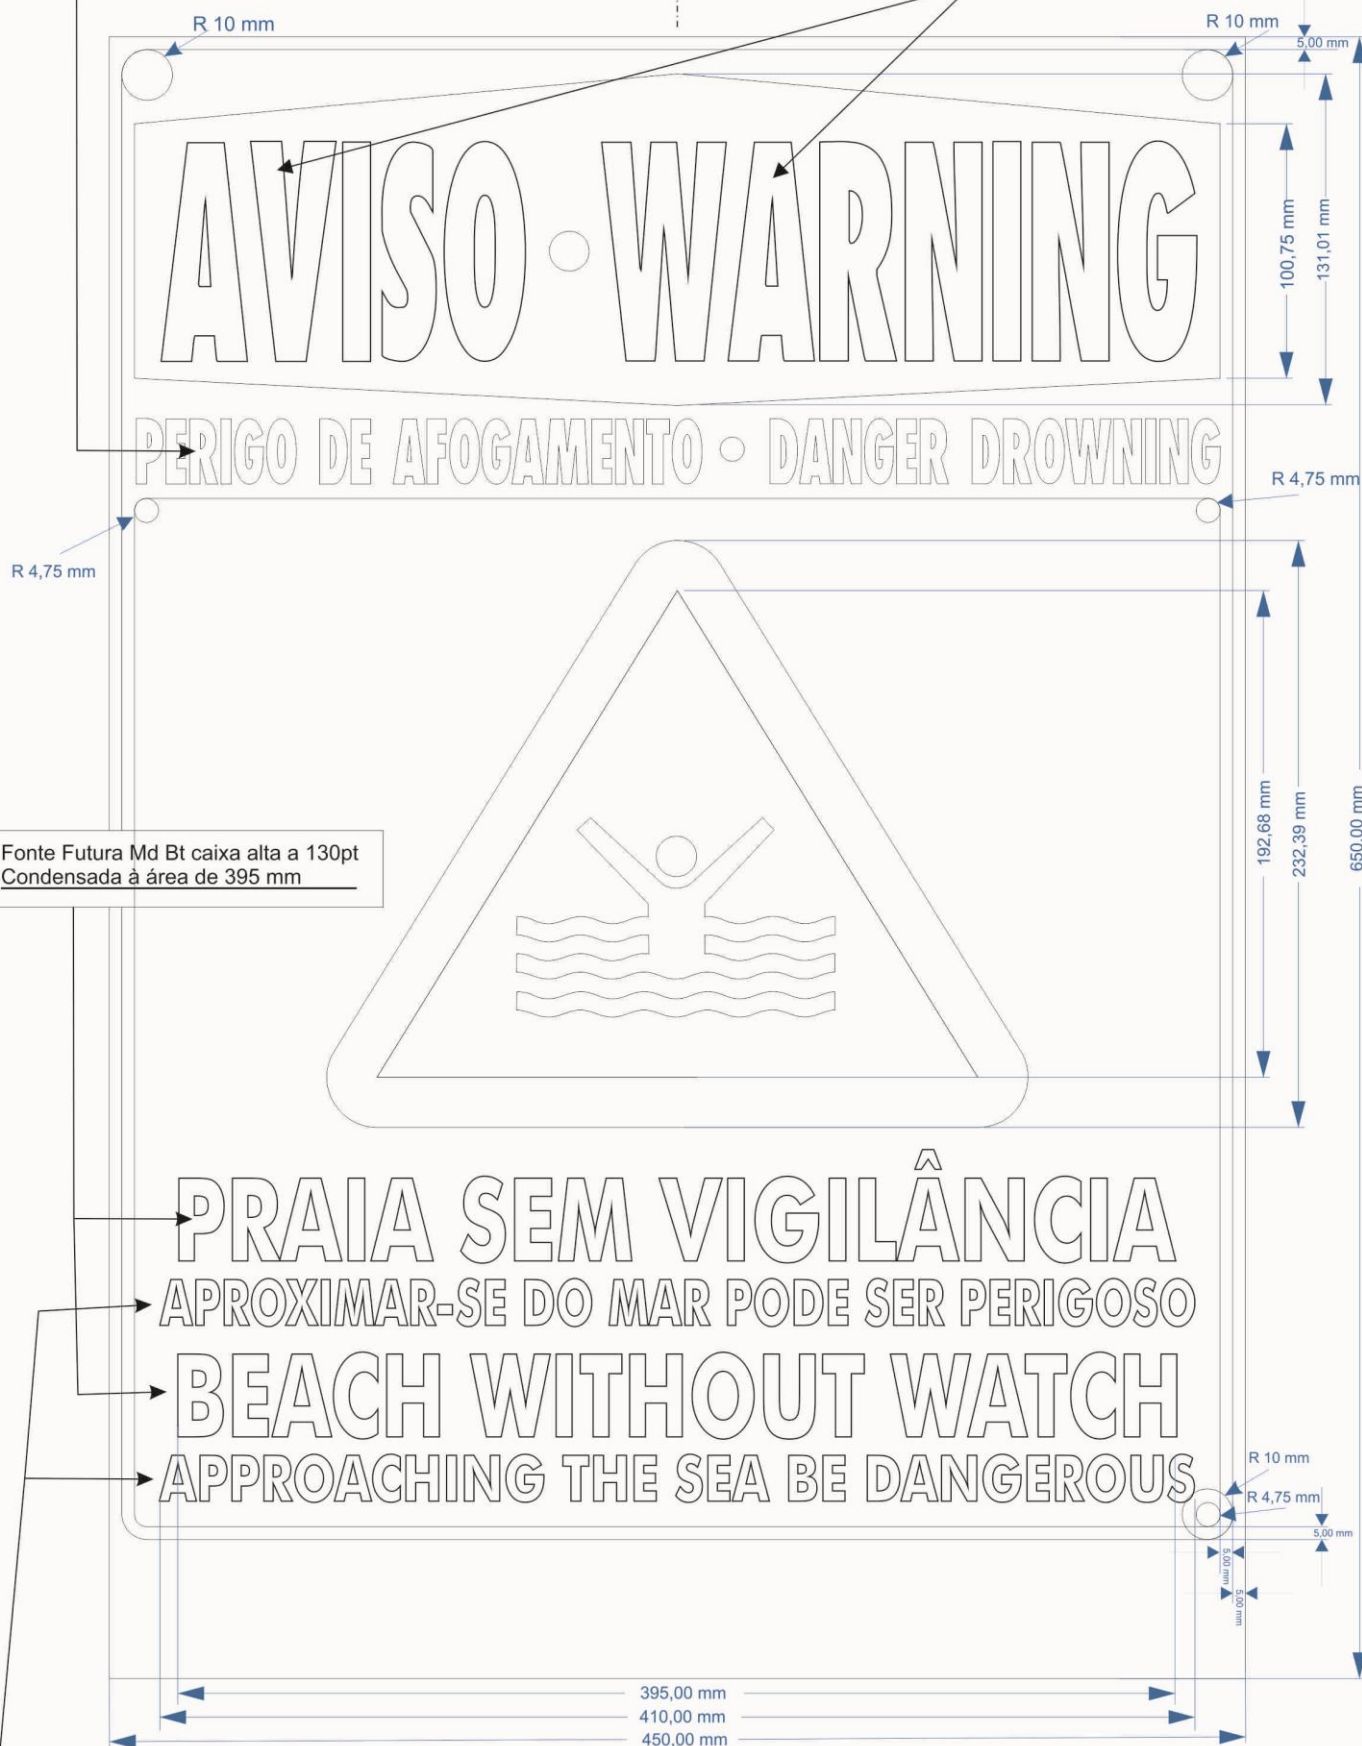 R 10 mm
R 10 mm
5,00 mm
AVISO • WARNING
100,75 mm
131,01 mm
PERIGO DE AFOGAMENTO • DANGER DROWNING
R 4,75 mm
R 4,75 mm
192,68 mm
232,39 mm
650,00 mm
Fonte Futura Md Bt caixa alta a 130pt
Condensada à área de 395 mm
PRAIA SEM VIGILÂNCIA
APROXIMAR-SE DO MAR PODE SER PERIGOSO
BEACH WITHOUT WATCH
APPROACHING THE SEA BE DANGEROUS
R 10 mm
R 4,75 mm
5,00 mm
5,00 mm
5,00 mm
395,00 mm
410,00 mm
450,00 mm